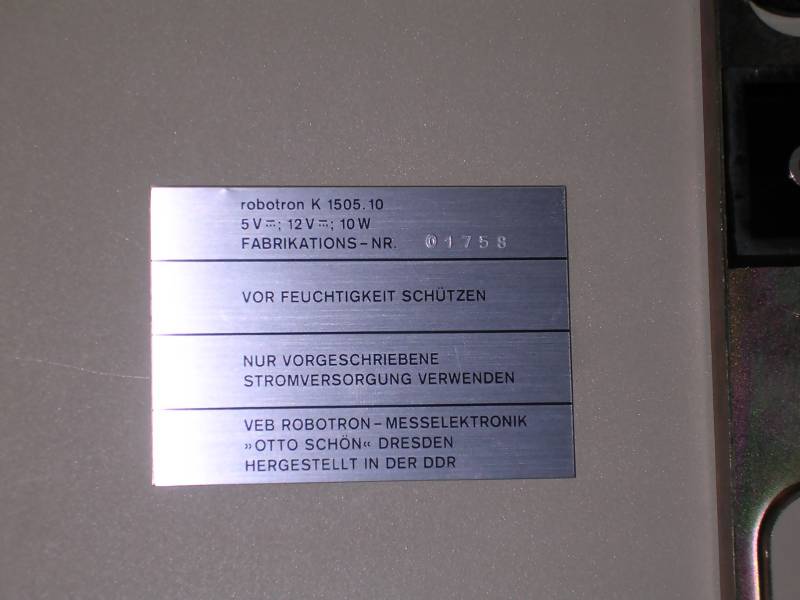 robotron K 1505.10
5 V⎓; 12 V⎓; 10 W
FABRIKATIONS-NR. 01758
VOR FEUCHTIGKEIT SCHÜTZEN
NUR VORGESCHRIEBENE
STROMVERSORGUNG VERWENDEN
VEB ROBOTRON-MESSELEKTRONIK
»OTTO SCHÖN« DRESDEN
HERGESTELLT IN DER DDR